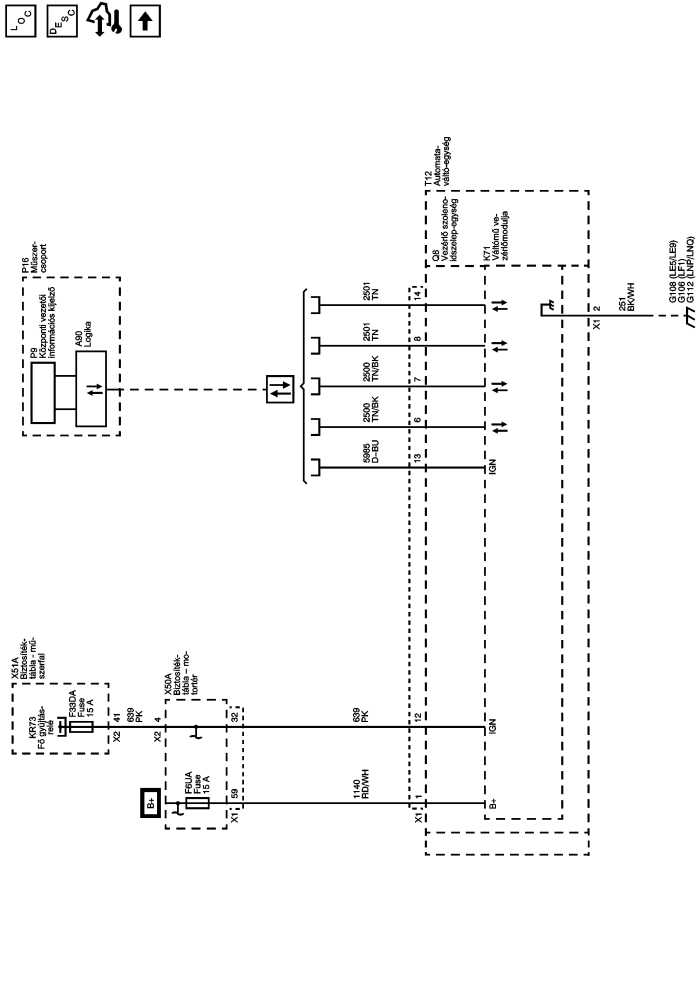 LOC
DESC
P16
Műszer-
csoport
P9
Központi vezetői
információs kijelző
A90
Logika
T12
Automata-
váltó-egység
Q8
Vezérlő szoleno-
idszelep-egység
K71
Váltómű ve-
zérlőmodulja
2501
TN
14
2501
TN
8
2500
TN/BK
7
2500
TN/BK
6
5985
D–BU
13
IGN
X1
2
251
BK/WH
G108 (LE5/LE9)
G106 (LF1)
G112 (LNP/LNQ)
X51A
Biztosíték-
tábla - mű-
szerfal
KR73
Fő gyújtás-
relé
F33DA
Fuse
15 A
X2
41
639
PK
X2
4
X50A
Biztosíték-
tábla – mo-
tortér
32
639
PK
12
IGN
B+
F6UA
Fuse
15 A
X1
59
1140
RD/WH
X1
1
B+